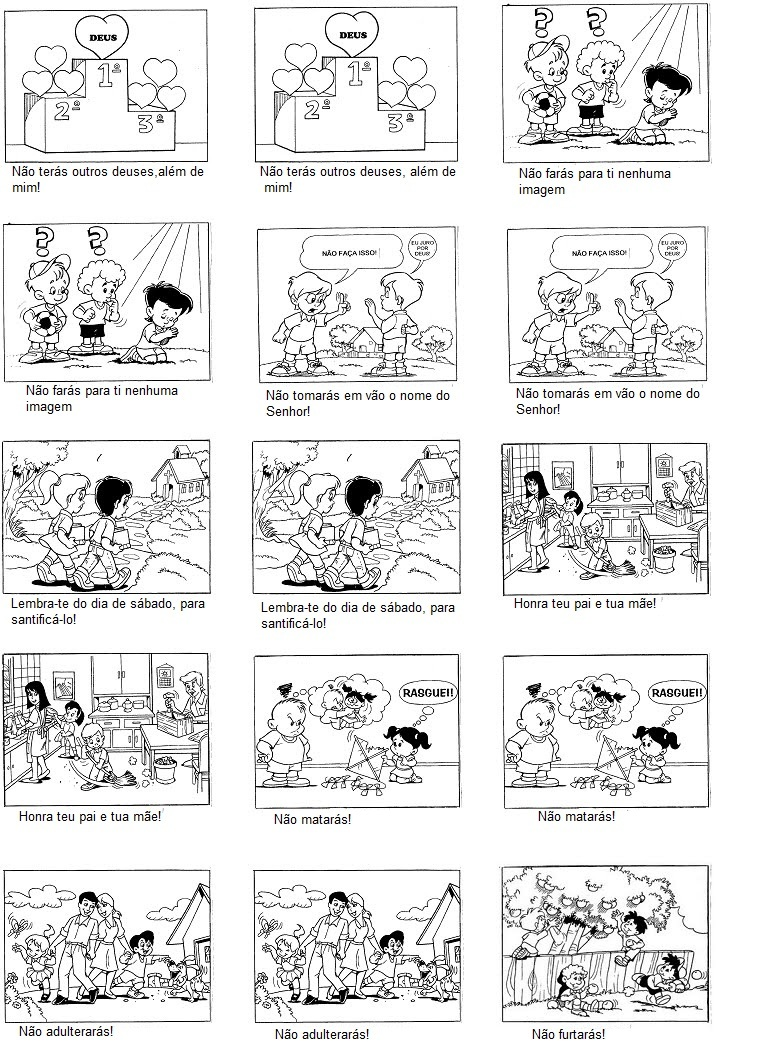 DEUS
1º
2º
3º
Não terás outros deuses,além de
mim!
DEUS
1º
2º
3º
Não terás outros deuses, além de
mim!
? ?
Não farás para ti nenhuma
imagem
? ?
Não farás para ti nenhuma
imagem
NÃO FAÇA ISSO!
EU JURO
POR
DEUS!
Não tomarás em vão o nome do
Senhor!
NÃO FAÇA ISSO!
EU JURO
POR
DEUS!
Não tomarás em vão o nome do
Senhor!
Lembra-te do dia de sábado, para
santificá-lo!
Lembra-te do dia de sábado, para
santificá-lo!
Honra teu pai e tua mãe!
Honra teu pai e tua mãe!
RASGUEI!
Não matarás!
RASGUEI!
Não matarás!
Não adulterarás!
Não adulterarás!
Não furtarás!